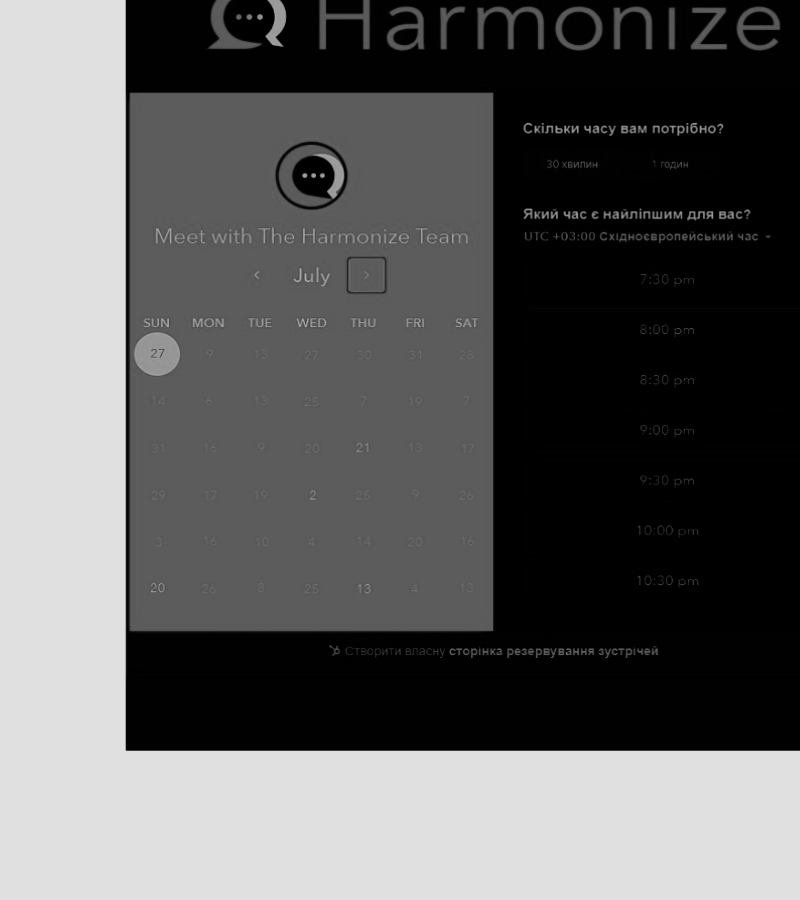 Harmonize
Meet with The Harmonize Team
July
SUN MON TUE WED THU FRI SAT
27 9 15 27 30 31 28
14 6 13 25 7 19 7
31 16 9 20 21 13 17
29 17 19 2 25 9 26
3 16 10 4 14 20 16
20 26 8 25 13 4 13
Скільки часу вам потрібно?
30 хвилин 1 годин
Який час є найліпшим для вас?
UTC +03:00 Східноєвропейський час
7:30 pm
8:00 pm
8:30 pm
9:00 pm
9:30 pm
10:00 pm
10:30 pm
Створити власну сторінка резервування зустрічей